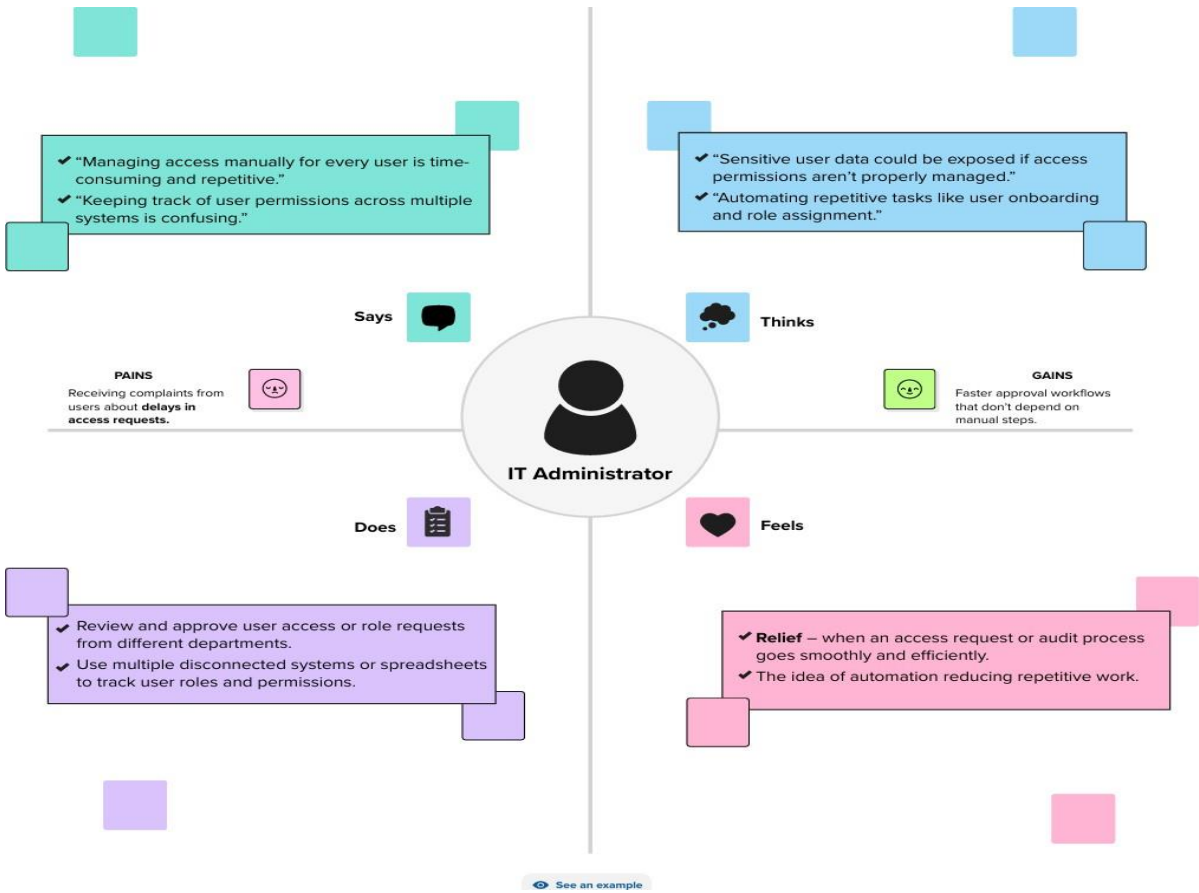 ✔ “Managing access manually for every user is time-
consuming and repetitive.”
✔ “Keeping track of user permissions across multiple
systems is confusing.”
✔ “Sensitive user data could be exposed if access
permissions aren’t properly managed.”
✔ “Automating repetitive tasks like user onboarding
and role assignment.”
Says
Thinks
PAINS
Receiving complaints from
users about delays in
access requests.
GAINS
Faster approval workflows
that don’t depend on
manual steps.
IT Administrator
Does
Feels
✔ Review and approve user access or role requests
from different departments.
✔ Use multiple disconnected systems or spreadsheets
to track user roles and permissions.
✔ Relief – when an access request or audit process
goes smoothly and efficiently.
✔ The idea of automation reducing repetitive work.
See an example